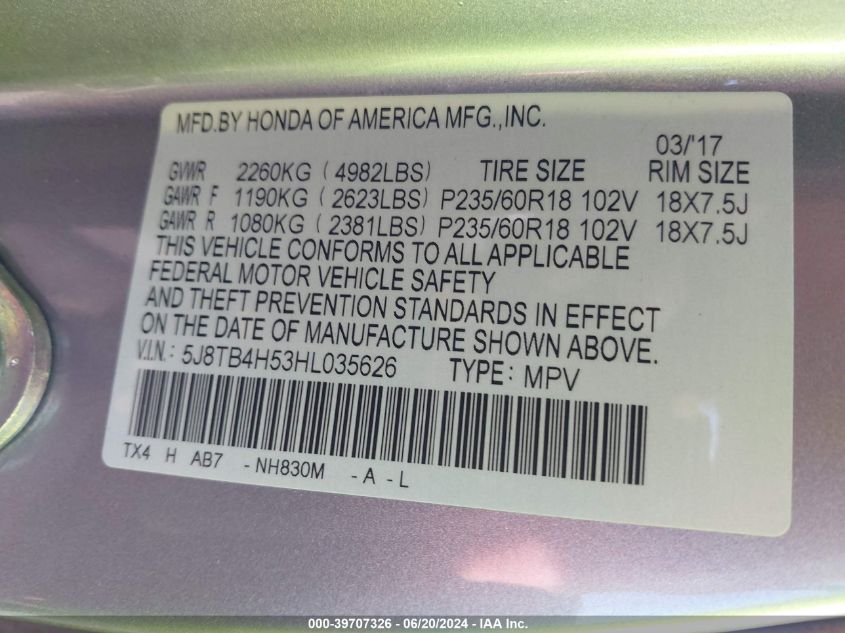 MFD.BY HONDA OF AMERICA MFG.,INC.
03/'17
GVWR 2260KG ( 4982LBS) TIRE SIZE RIM SIZE
GAWR F 1190KG ( 2623LBS) P235/60R18 102V 18X7.5J
GAWR R 1080KG ( 2381LBS) P235/60R18 102V 18X7.5J
THIS VEHICLE CONFORMS TO ALL APPLICABLE
FEDERAL MOTOR VEHICLE SAFETY
AND THEFT PREVENTION STANDARDS IN EFFECT
ON THE DATE OF MANUFACTURE SHOWN ABOVE.
V.I.N.: 5J8TB4H53HL035626 TYPE: MPV
TX4 H AB7 -NH830M -A-L
000-39707326 - 06/20/2024 - IAA Inc.